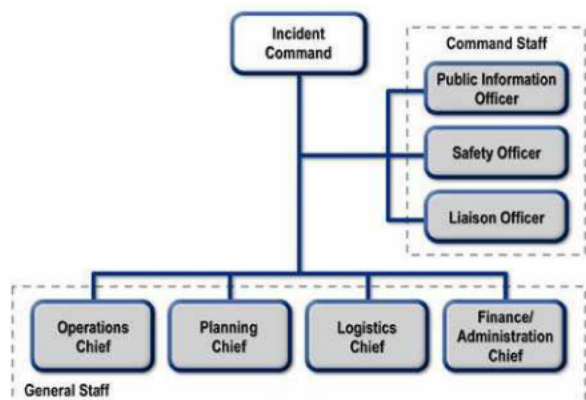 Incident
Command
Command Staff
Public Information
Officer
Safety Officer
Liaison Officer
Operations
Chief
Planning
Chief
Logistics
Chief
Finance/
Administration
Chief
General Staff